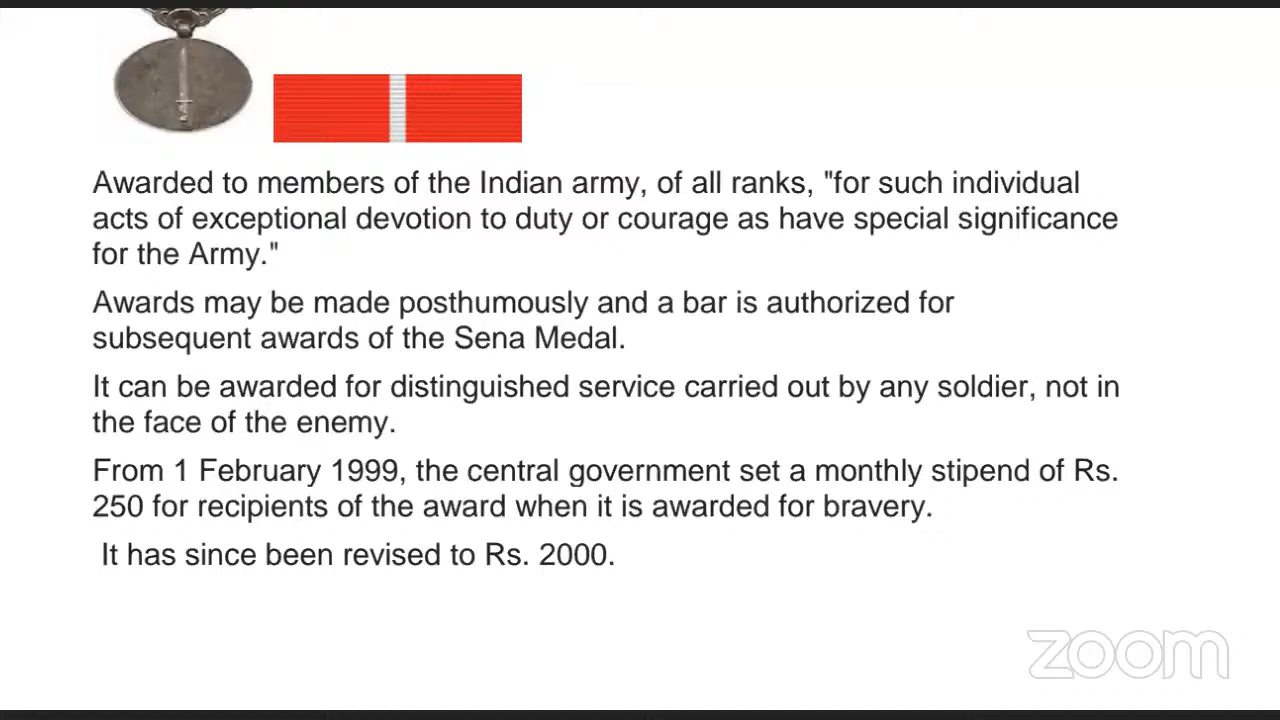 Awarded to members of the Indian army, of all ranks, "for such individual
acts of exceptional devotion to duty or courage as have special significance
for the Army."
Awards may be made posthumously and a bar is authorized for
subsequent awards of the Sena Medal.
It can be awarded for distinguished service carried out by any soldier, not in
the face of the enemy.
From 1 February 1999, the central government set a monthly stipend of Rs.
250 for recipients of the award when it is awarded for bravery.
It has since been revised to Rs. 2000.
zoom